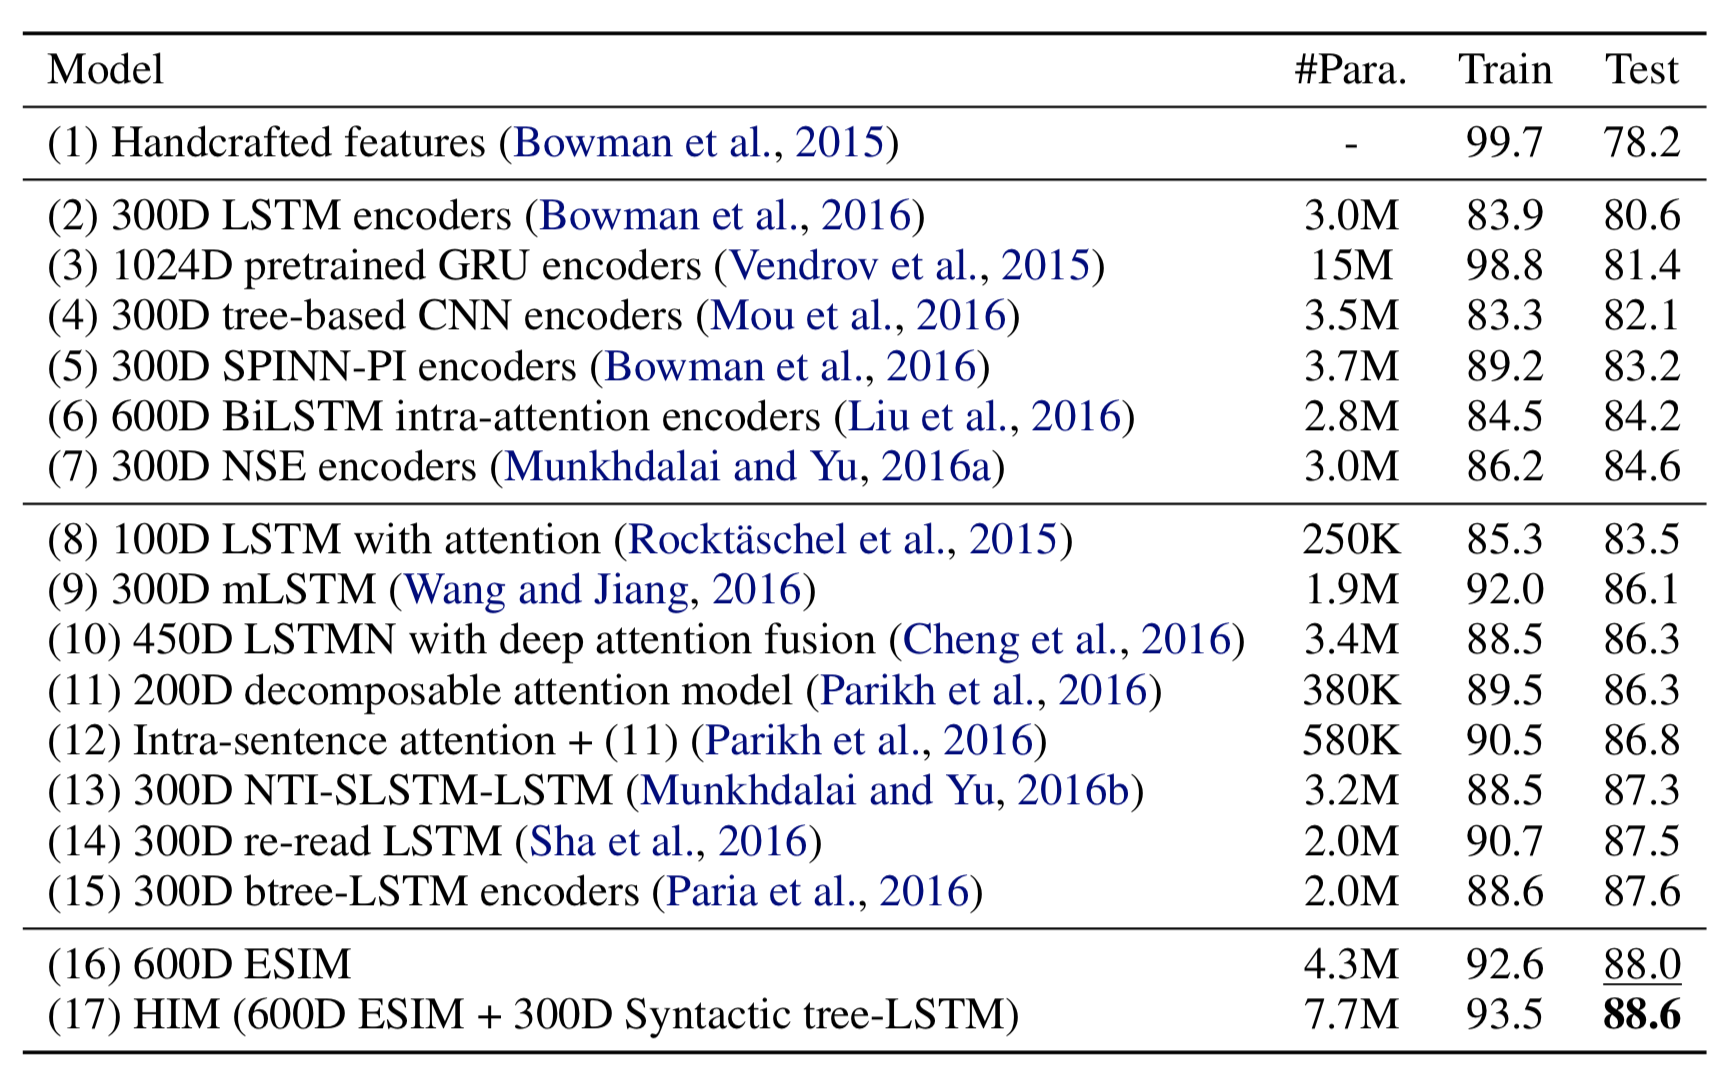 Model #Para. Train Test
(1) Handcrafted features (Bowman et al., 2015) - 99.7 78.2
(2) 300D LSTM encoders (Bowman et al., 2016) 3.0M 83.9 80.6
(3) 1024D pretrained GRU encoders (Vendrov et al., 2015) 15M 98.8 81.4
(4) 300D tree-based CNN encoders (Mou et al., 2016) 3.5M 83.3 82.1
(5) 300D SPINN-PI encoders (Bowman et al., 2016) 3.7M 89.2 83.2
(6) 600D BiLSTM intra-attention encoders (Liu et al., 2016) 2.8M 84.5 84.2
(7) 300D NSE encoders (Munkhdalai and Yu, 2016a) 3.0M 86.2 84.6
(8) 100D LSTM with attention (Rocktäschel et al., 2015) 250K 85.3 83.5
(9) 300D mLSTM (Wang and Jiang, 2016) 1.9M 92.0 86.1
(10) 450D LSTMN with deep attention fusion (Cheng et al., 2016) 3.4M 88.5 86.3
(11) 200D decomposable attention model (Parikh et al., 2016) 380K 89.5 86.3
(12) Intra-sentence attention + (11) (Parikh et al., 2016) 580K 90.5 86.8
(13) 300D NTI-SLSTM-LSTM (Munkhdalai and Yu, 2016b) 3.2M 88.5 87.3
(14) 300D re-read LSTM (Sha et al., 2016) 2.0M 90.7 87.5
(15) 300D btree-LSTM encoders (Paria et al., 2016) 2.0M 88.6 87.6
(16) 600D ESIM 4.3M 92.6 88.0
(17) HIM (600D ESIM + 300D Syntactic tree-LSTM) 7.7M 93.5 88.6